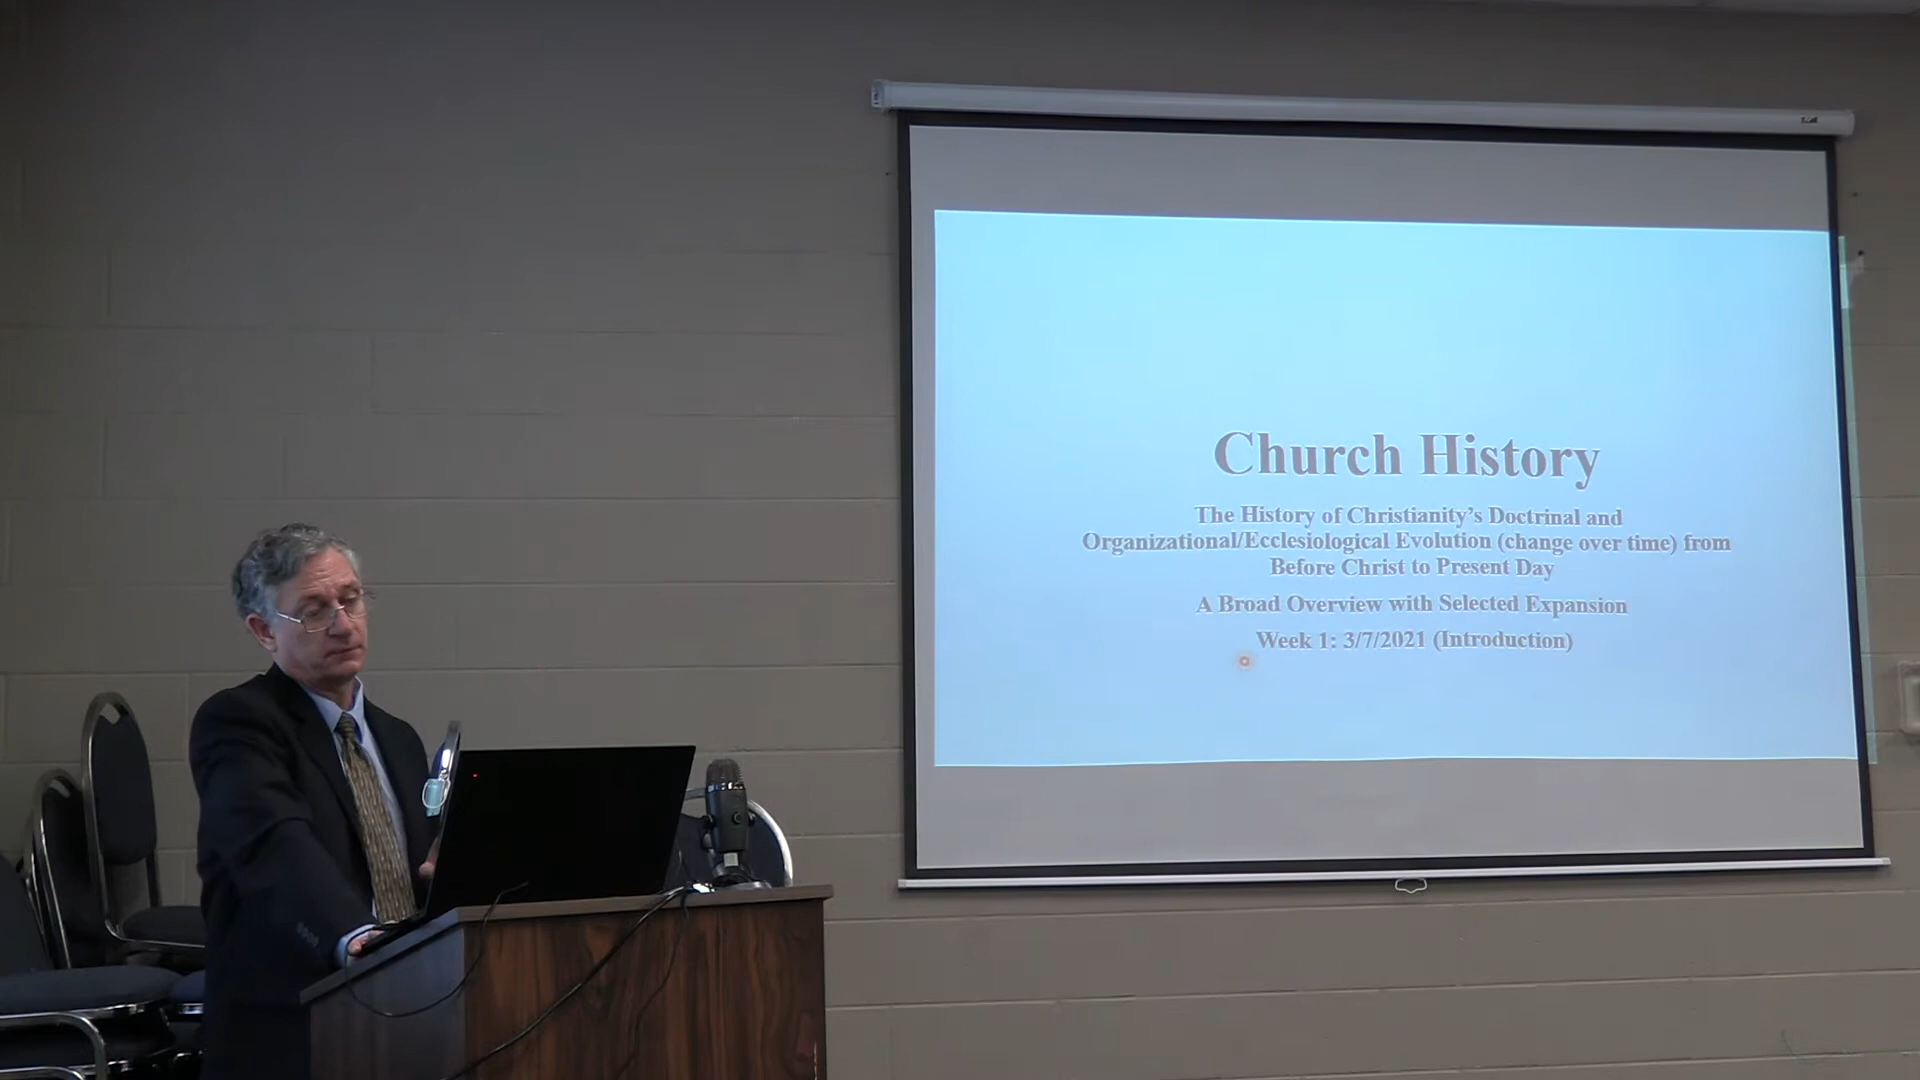 Church History
The History of Christianity’s Doctrinal and
Organizational/Ecclesiological Evolution (change over time) from
Before Christ to Present Day
A Broad Overview with Selected Expansion
Week 1: 3/7/2021 (Introduction)